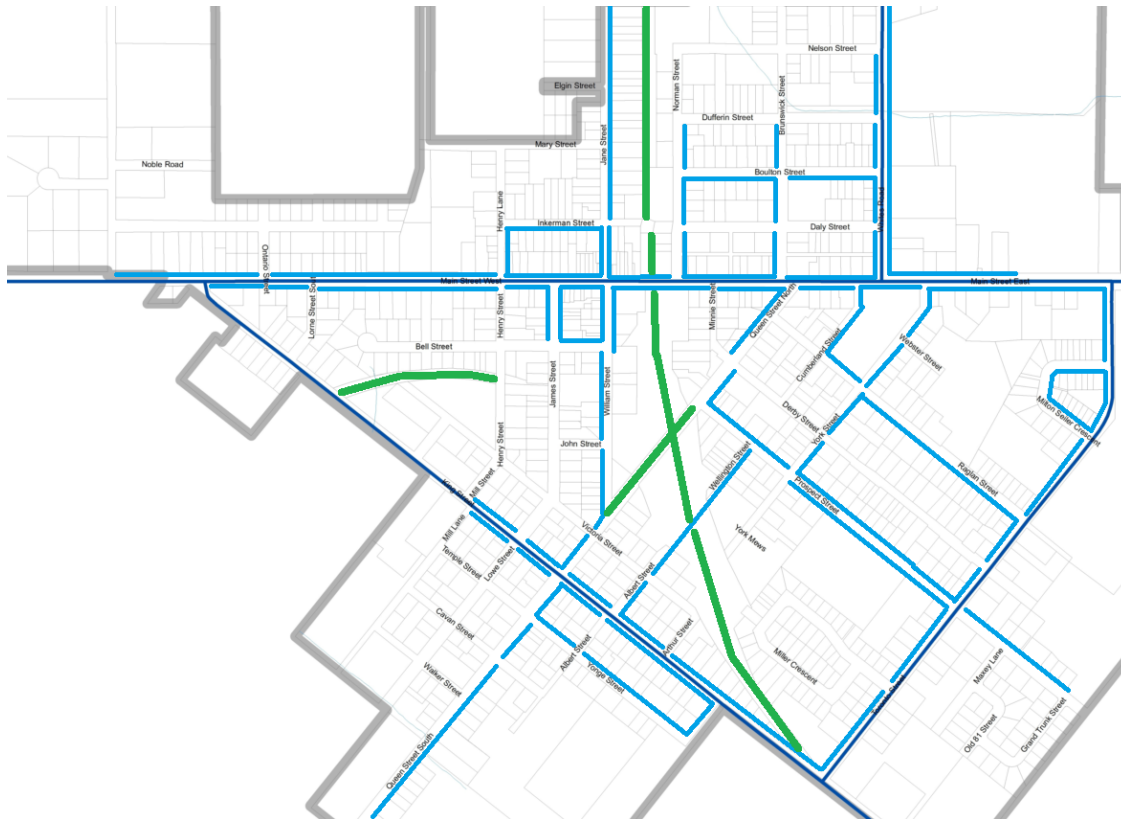 Nelson Street
Elgin Street
Norman Street
Brunswick Street
Dufferin Street
Jane Street
Mary Street
Noble Road
Boulton Street
Henry Lane
Inkerman Street
Daly Street
Ontario Street
Main Street West
Main Street East
Lorne Street Sout
Henry Street
Minnie Street
Queen Street North
Cumberland Street
Webster Street
Bell Street
James Street
William Street
Derby Street
York Street
Milton Seiler Crescent
John Street
Henry Street
Wellington Street
Raglan Street
Mill Street
King
Prospect Street
Mill Lane
Victoria Street
York Mews
Temple Street
Lowe Street
Albert Street
Cavan Street
Arthur Street
Albert Street
Miller Crescent
Walker Street
Yonge Street
Maxey Lane
Queen Street South
Old 81 Street
Grand Trunk Street